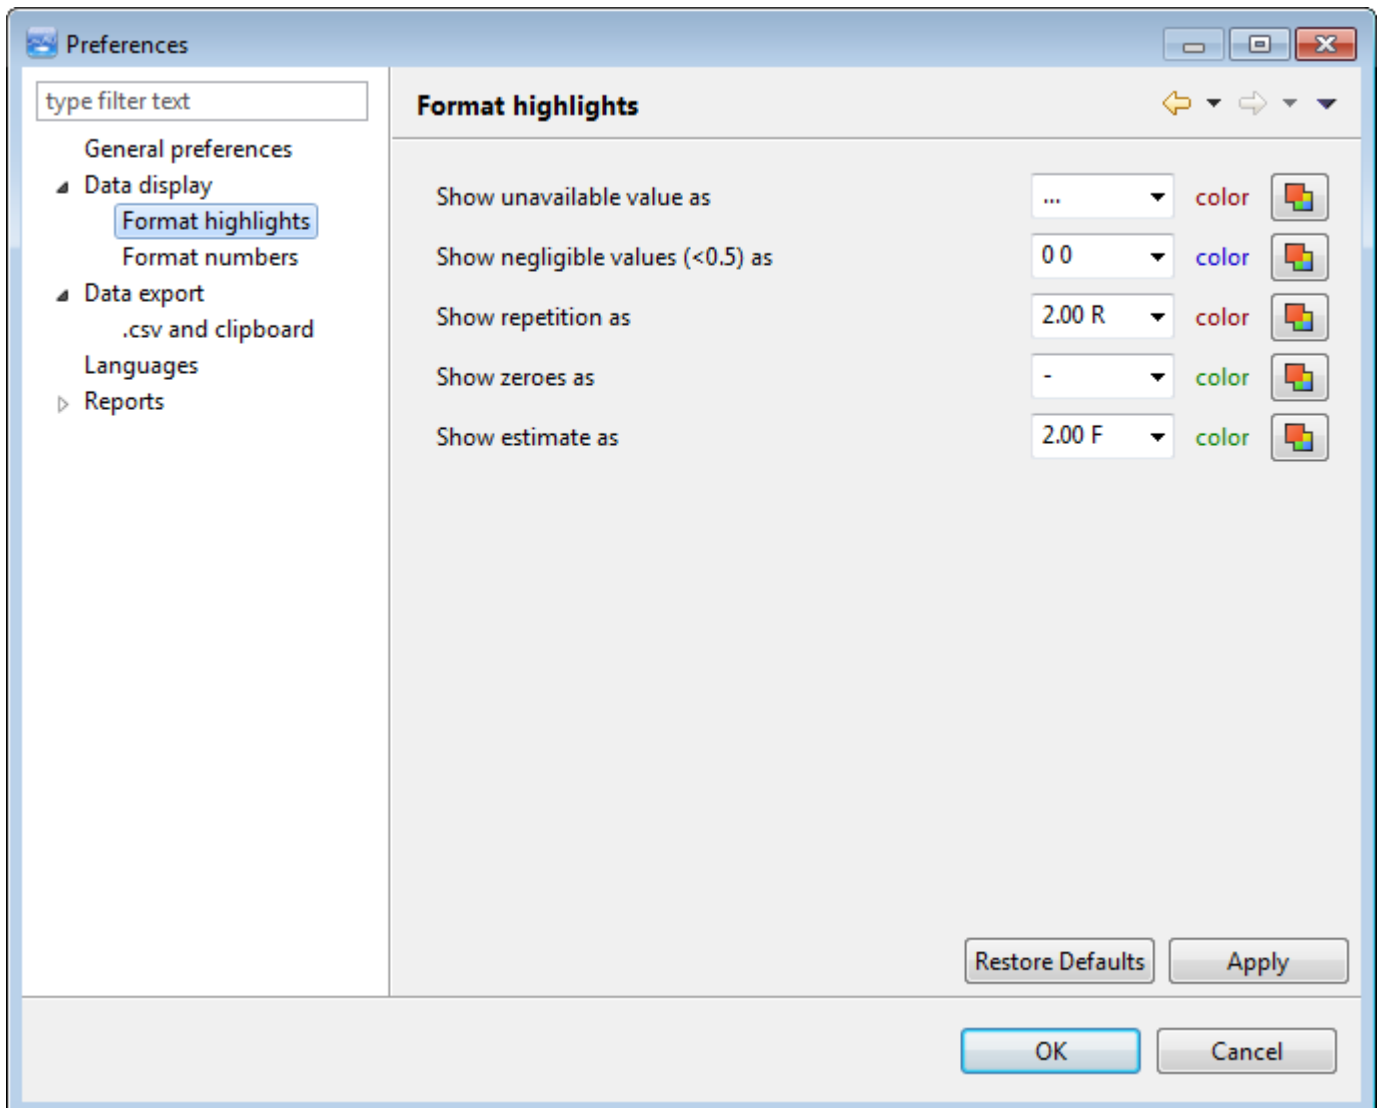 Preferences
type filter text
General preferences
Data display
Format highlights
Format numbers
Data export
.csv and clipboard
Languages
Reports
Format highlights
Show unavailable value as ... color
Show negligible values (<0.5) as 0 0 color
Show repetition as 2.00 R color
Show zeroes as - color
Show estimate as 2.00 F color
Restore Defaults Apply
OK Cancel